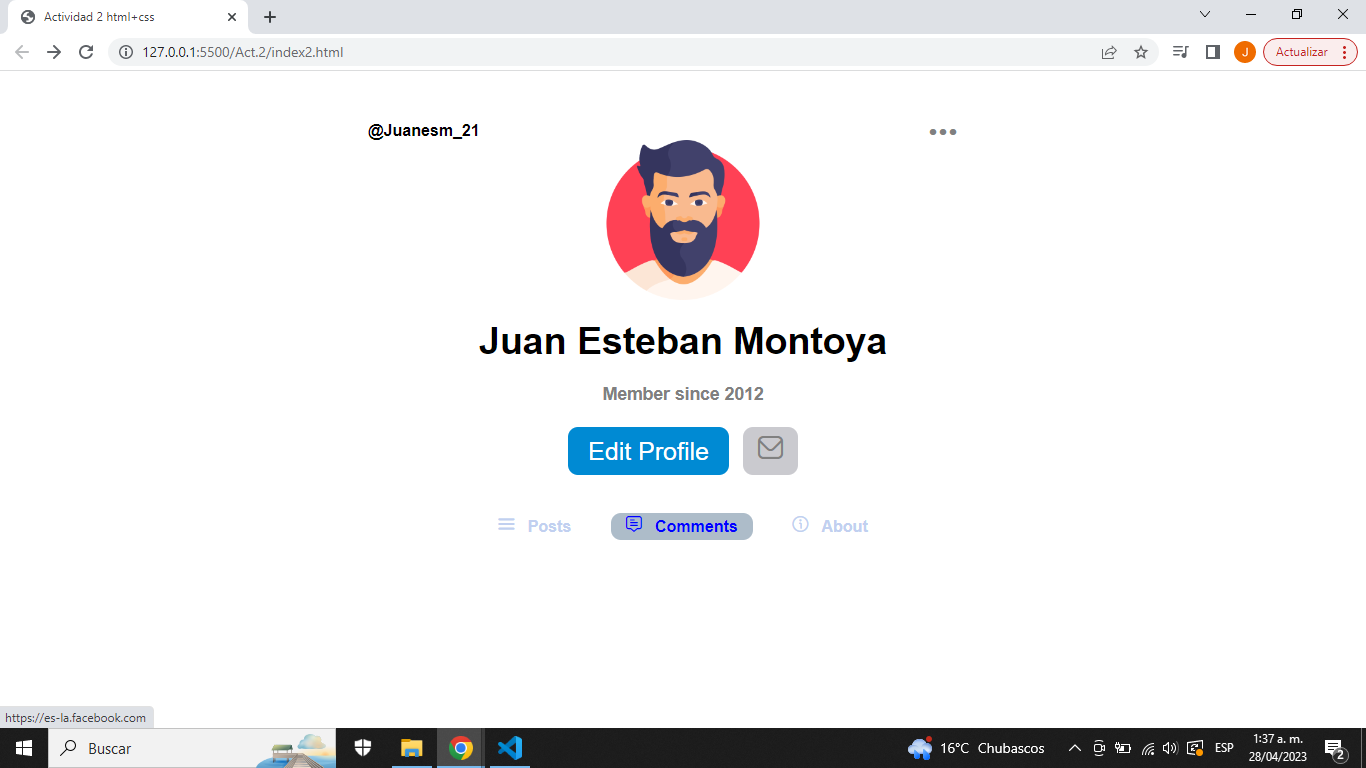 Actividad 2 html+css
127.0.0.1:5500/Act.2/index2.html
J
Actualizar
@Juanesm_21
Juan Esteban Montoya
Member since 2012
Edit Profile
Posts Comments About
https://es-la.facebook.com
Buscar
16°C Chubascos
ESP
1:37 a. m.
28/04/2023
2